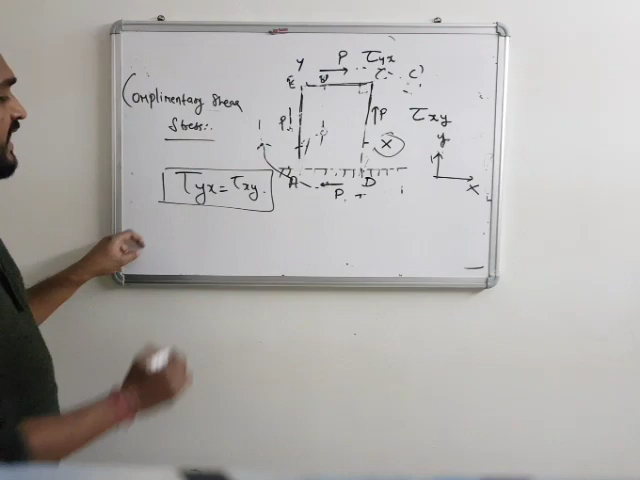 Complimentary Shear
Stress:.
τyx = τxy.
y P τyx
E C C'
P P τxy
X
y
A D X
P.